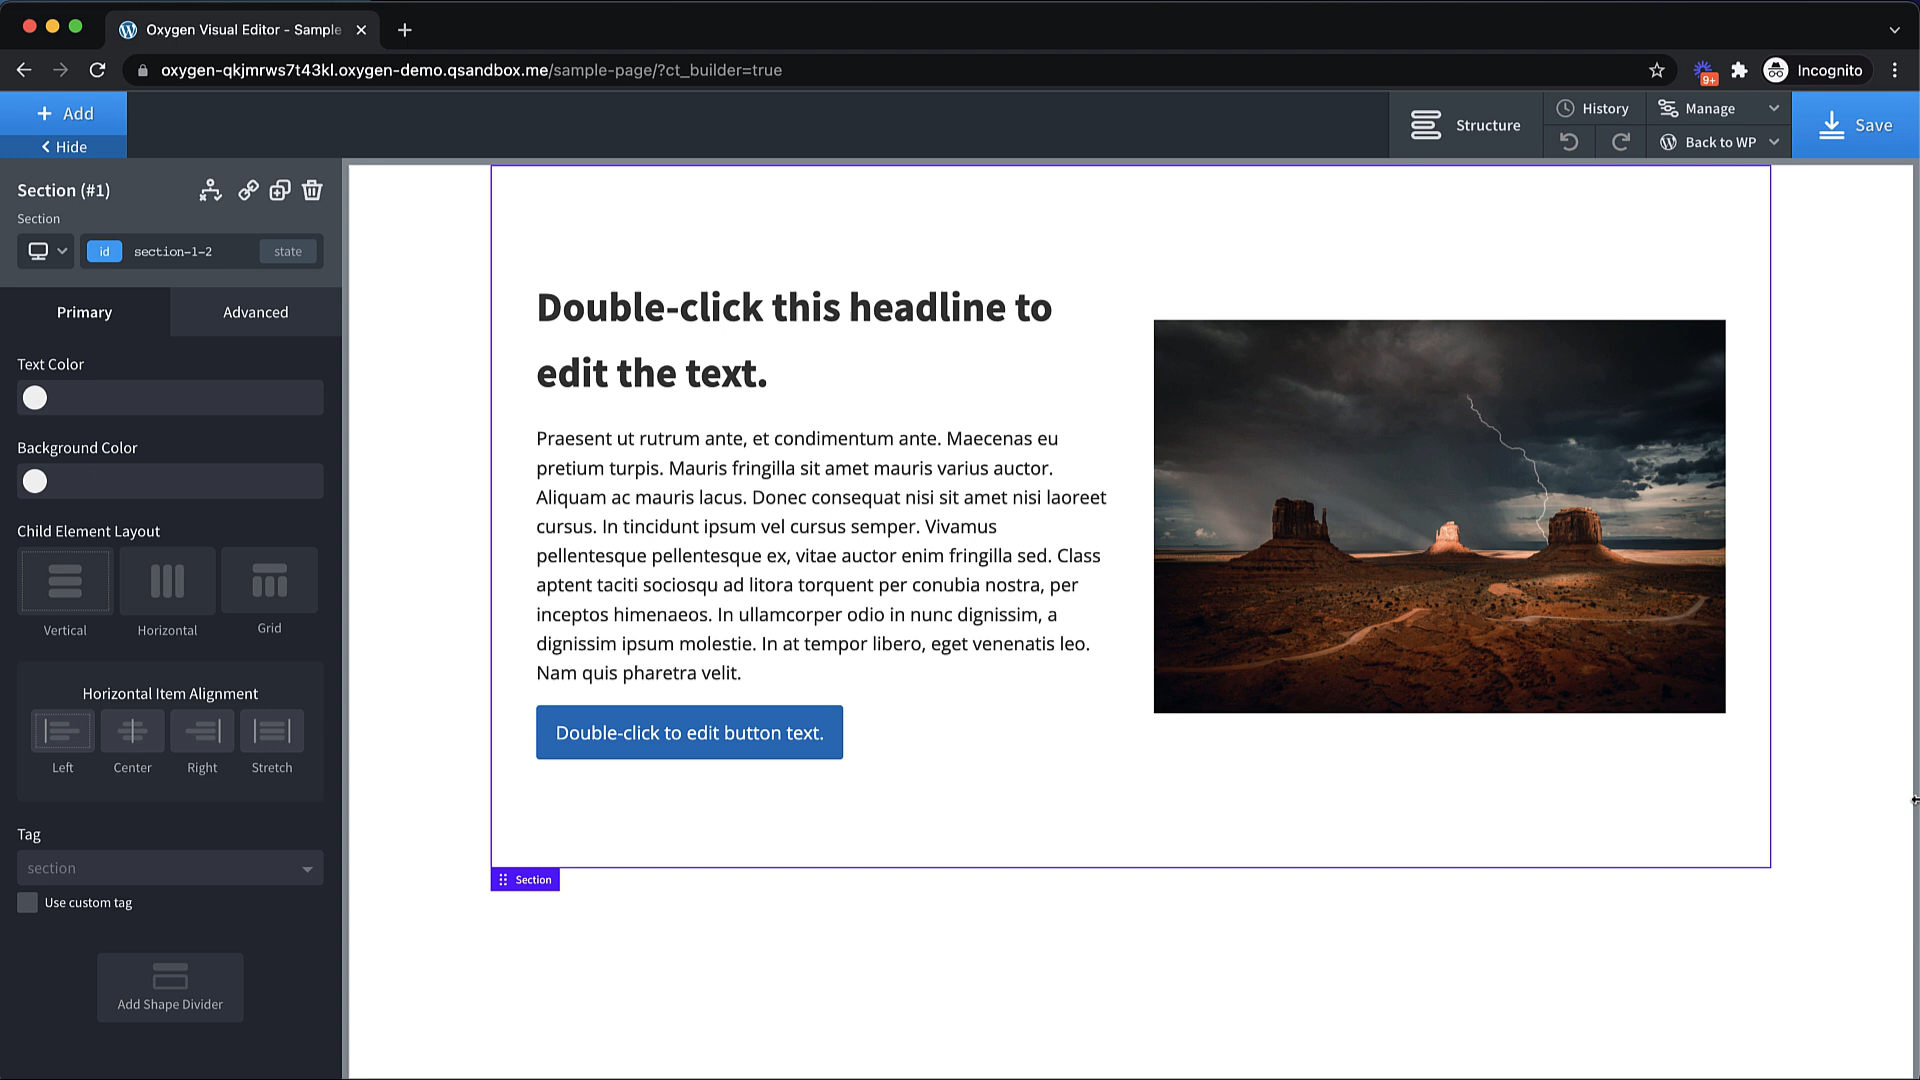 Oxygen Visual Editor - Sample
oxygen-qkjmrws7t43kl.oxygen-demo.qsandbox.me/sample-page/?ct_builder=true
9+
Incognito
Add
Hide
Structure
History
Manage
Back to WP
Save
Section (#1)
Section
id section-1-2 state
Primary Advanced
Text Color
Background Color
Child Element Layout
Vertical Horizontal Grid
Horizontal Item Alignment
Left Center Right Stretch
Tag
section
Use custom tag
Add Shape Divider
Double-click this headline to
edit the text.
Praesent ut rutrum ante, et condimentum ante. Maecenas eu
pretium turpis. Mauris fringilla sit amet mauris varius auctor.
Aliquam ac mauris lacus. Donec consequat nisi sit amet nisi laoreet
cursus. In tincidunt ipsum vel cursus semper. Vivamus
pellentesque pellentesque ex, vitae auctor enim fringilla sed. Class
aptent taciti sociosqu ad litora torquent per conubia nostra, per
inceptos himenaeos. In ullamcorper odio in nunc dignissim, a
dignissim ipsum molestie. In at tempor libero, eget venenatis leo.
Nam quis pharetra velit.
Double-click to edit button text.
Section